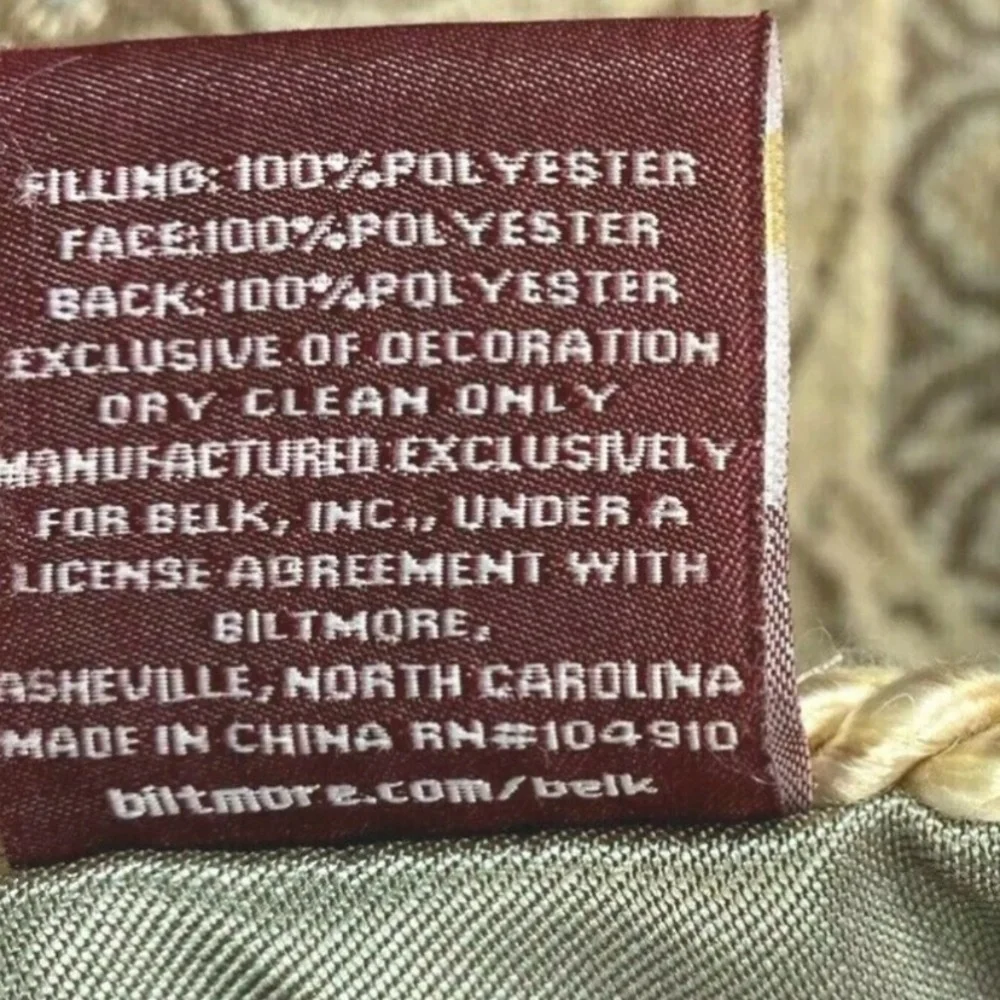 FILLING: 100% POLYESTER
FACE:100% POLYESTER
BACK: 100% POLYESTER
EXCLUSIVE OF DECORATION
DRY CLEAN ONLY
MANUFACTURED EXCLUSIVELY
FOR BELK, INC., UNDER A
LICENSE AGREEMENT WITH
BILTMORE.
ASHEVILLE, NORTH CAROLINA
MADE IN CHINA RN#104910
biltmore.com/belk